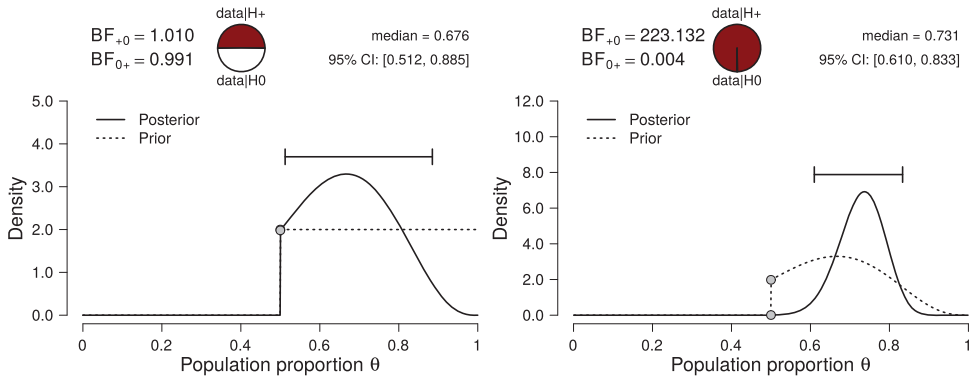 data|H+
BF+0 = 1.010
BF0+ = 0.991
median = 0.676
95% CI: [0.512, 0.885]
data|H0
Density
5.0
4.0
3.0
2.0
1.0
0.0
Posterior
Prior
0
0.2
0.4
0.6
0.8
1
Population proportion θ
data|H+
BF+0 = 223.132
BF0+ = 0.004
median = 0.731
95% CI: [0.610, 0.833]
data|H0
Density
12.0
10.0
8.0
6.0
4.0
2.0
0.0
Posterior
Prior
0
0.2
0.4
0.6
0.8
1
Population proportion θ